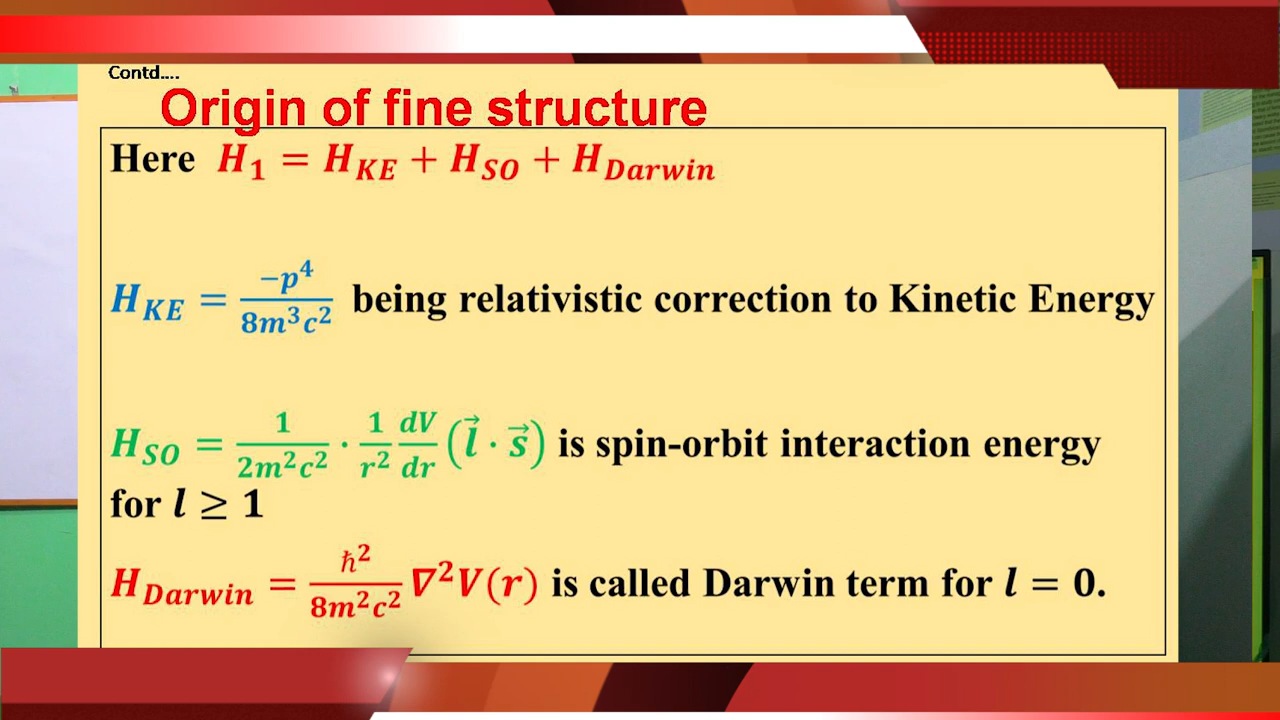 Contd....
Origin of fine structure
Here H₁ = H_KE + H_SO + H_Darwin
H_KE = −p⁴/8m³c² being relativistic correction to Kinetic Energy
H_SO = 1/2m²c² · 1/r² dV/dr (l⃗ · s⃗) is spin-orbit interaction energy
for l ≥ 1
H_Darwin = ℏ²/8m²c² ∇²V(r) is called Darwin term for l = 0.